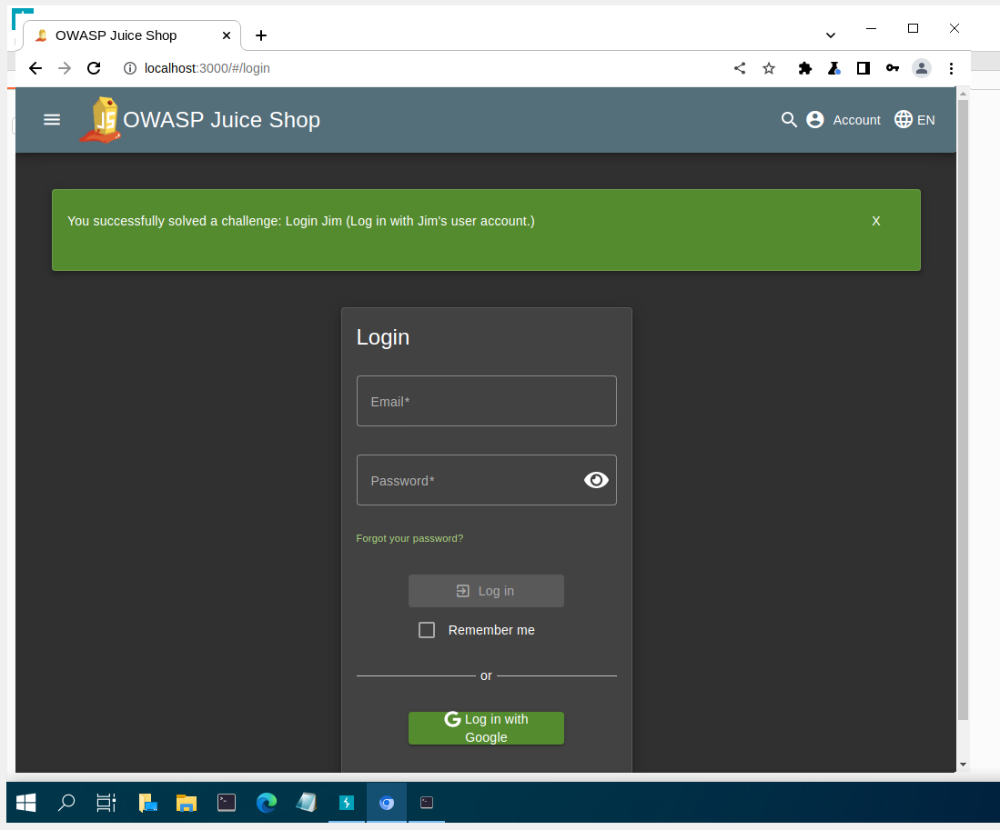 OWASP Juice Shop
localhost:3000/#/login
JS
OWASP Juice Shop
Account
EN
You successfully solved a challenge: Login Jim (Log in with Jim's user account.)
X
Login
Email*
Password*
Forgot your password?
Log in
Remember me
or
G Log in with
Google